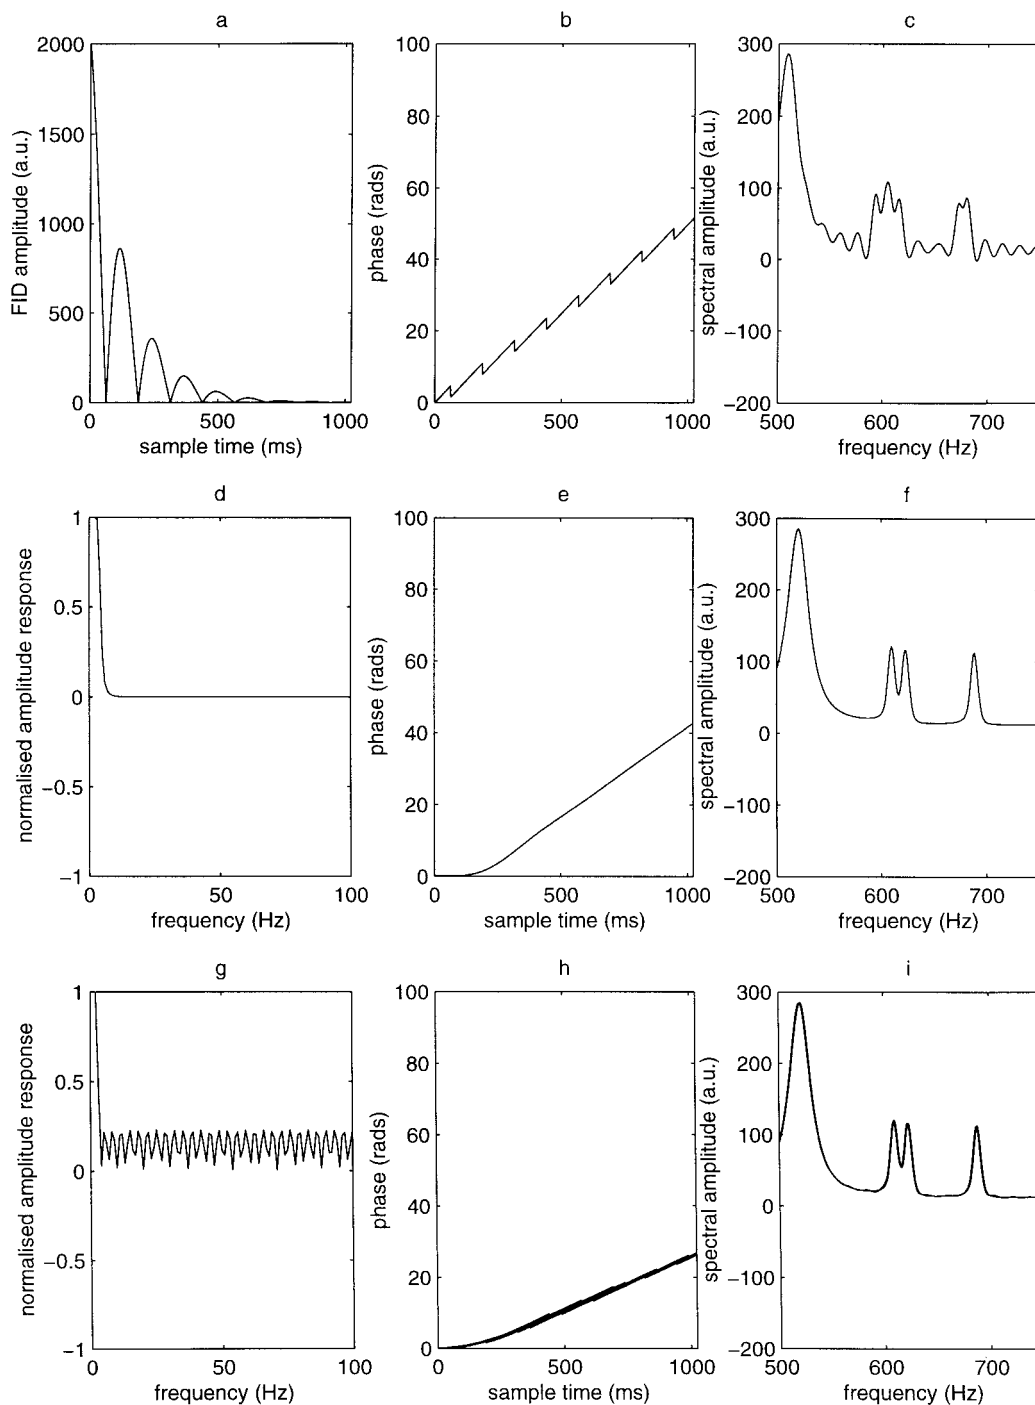 a
2000
1500
1000
500
0
FID amplitude (a.u.)
0 500 1000
sample time (ms)
b
100
80
60
40
20
0
phase (rads)
0 500 1000
c
300
200
100
0
−100
−200
spectral amplitude (a.u.)
500 600 700
frequency (Hz)
d
1
0.5
0
−0.5
−1
normalised amplitude response
0 50 100
frequency (Hz)
e
100
80
60
40
20
0
phase (rads)
0 500 1000
sample time (ms)
f
300
200
100
0
−100
−200
spectral amplitude (a.u.)
500 600 700
frequency (Hz)
g
1
0.5
0
−0.5
−1
normalised amplitude response
0 50 100
frequency (Hz)
h
100
80
60
40
20
0
phase (rads)
0 500 1000
sample time (ms)
i
300
200
100
0
−100
−200
spectral amplitude (a.u.)
500 600 700
frequency (Hz)